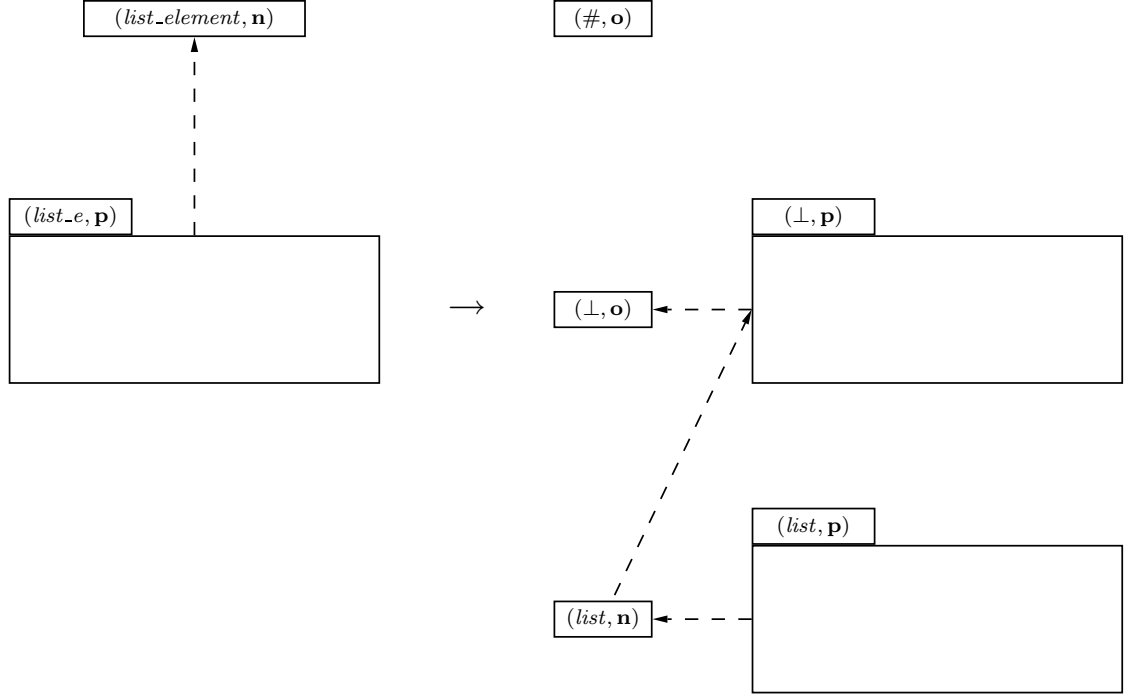 (list_element, n)
(#, o)
(list_e, p)
(⊥, p)
→
(⊥, o)
(list, p)
(list, n)